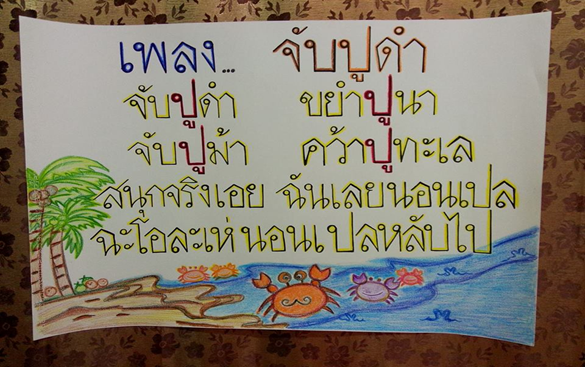 เพลง... จับปูดำ
จับปูดำ ขยำปูนา
จับปูม้า คว้าปูทะเล
สนุกจริงเอย ฉันเลยนอนเปล
ฉะโอละเห่ นอนเปลหลับไป